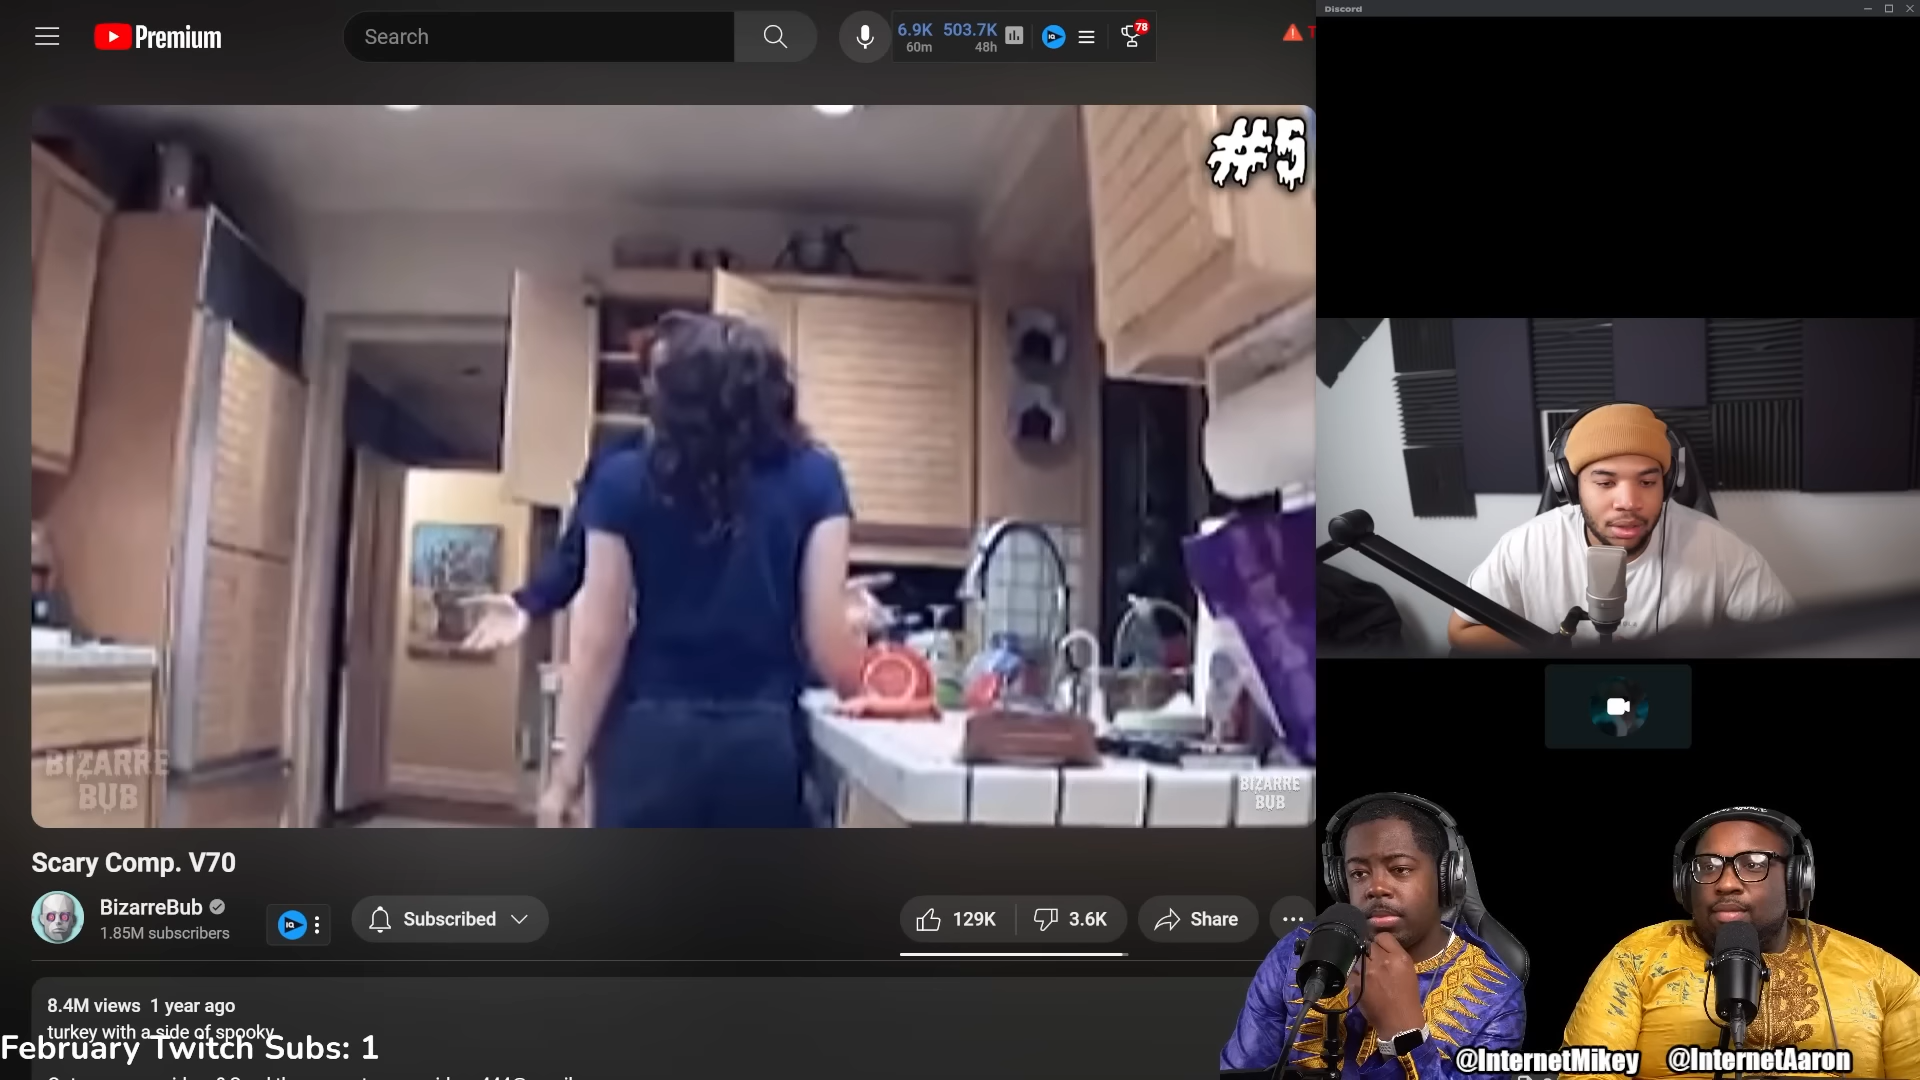 Discord
Premium
Search
6.9K 503.7K
60m 48h
IQ
78
#5
BIZARRE
BUB
BIZARRE
BUB
Scary Comp. V70
BizarreBub
1.85M subscribers
IQ
Subscribed
129K
3.6K
Share
8.4M views 1 year ago
turkey with a side of spooky
February Twitch Subs: 1
@InternetMikey
@InternetAaron